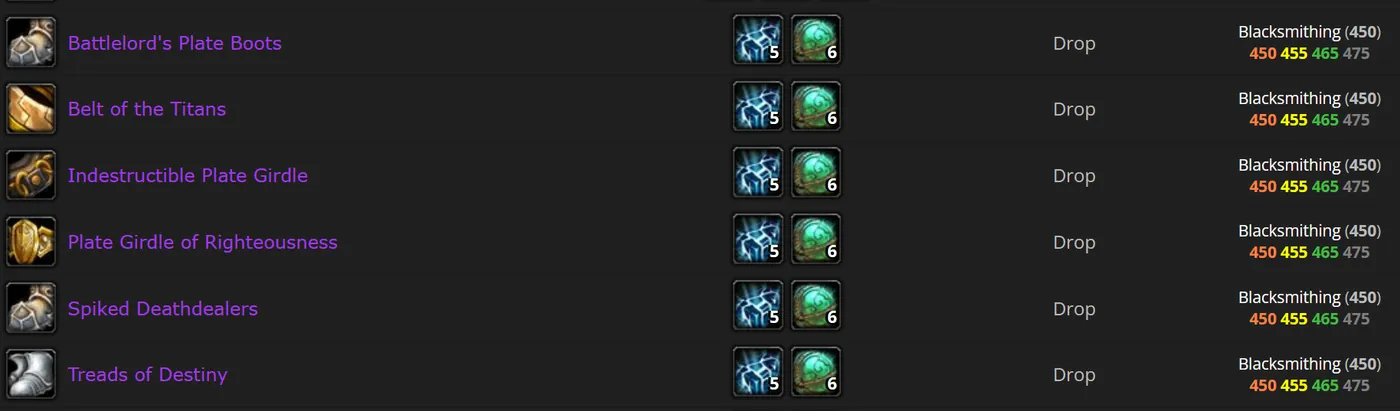 Battlelord's Plate Boots 5 6 Drop Blacksmithing (450)
450 455 465 475
Belt of the Titans 5 6 Drop Blacksmithing (450)
450 455 465 475
Indestructible Plate Girdle 5 6 Drop Blacksmithing (450)
450 455 465 475
Plate Girdle of Righteousness 5 6 Drop Blacksmithing (450)
450 455 465 475
Spiked Deathdealers 5 6 Drop Blacksmithing (450)
450 455 465 475
Treads of Destiny 5 6 Drop Blacksmithing (450)
450 455 465 475